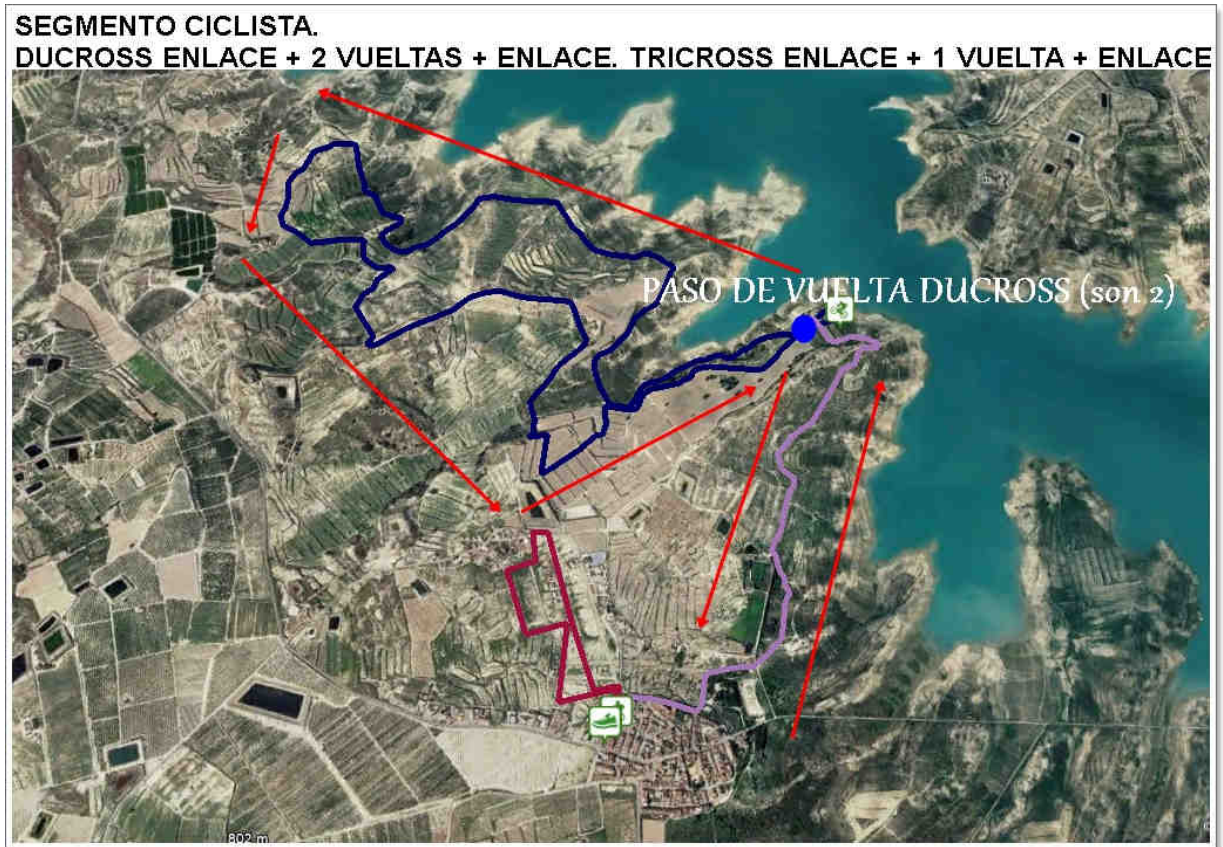 SEGMENTO CICLISTA.
DUCROSS ENLACE + 2 VUELTAS + ENLACE. TRICROSS ENLACE + 1 VUELTA + ENLACE
PASO DE VUELTA DUCROSS (son 2)
802 m